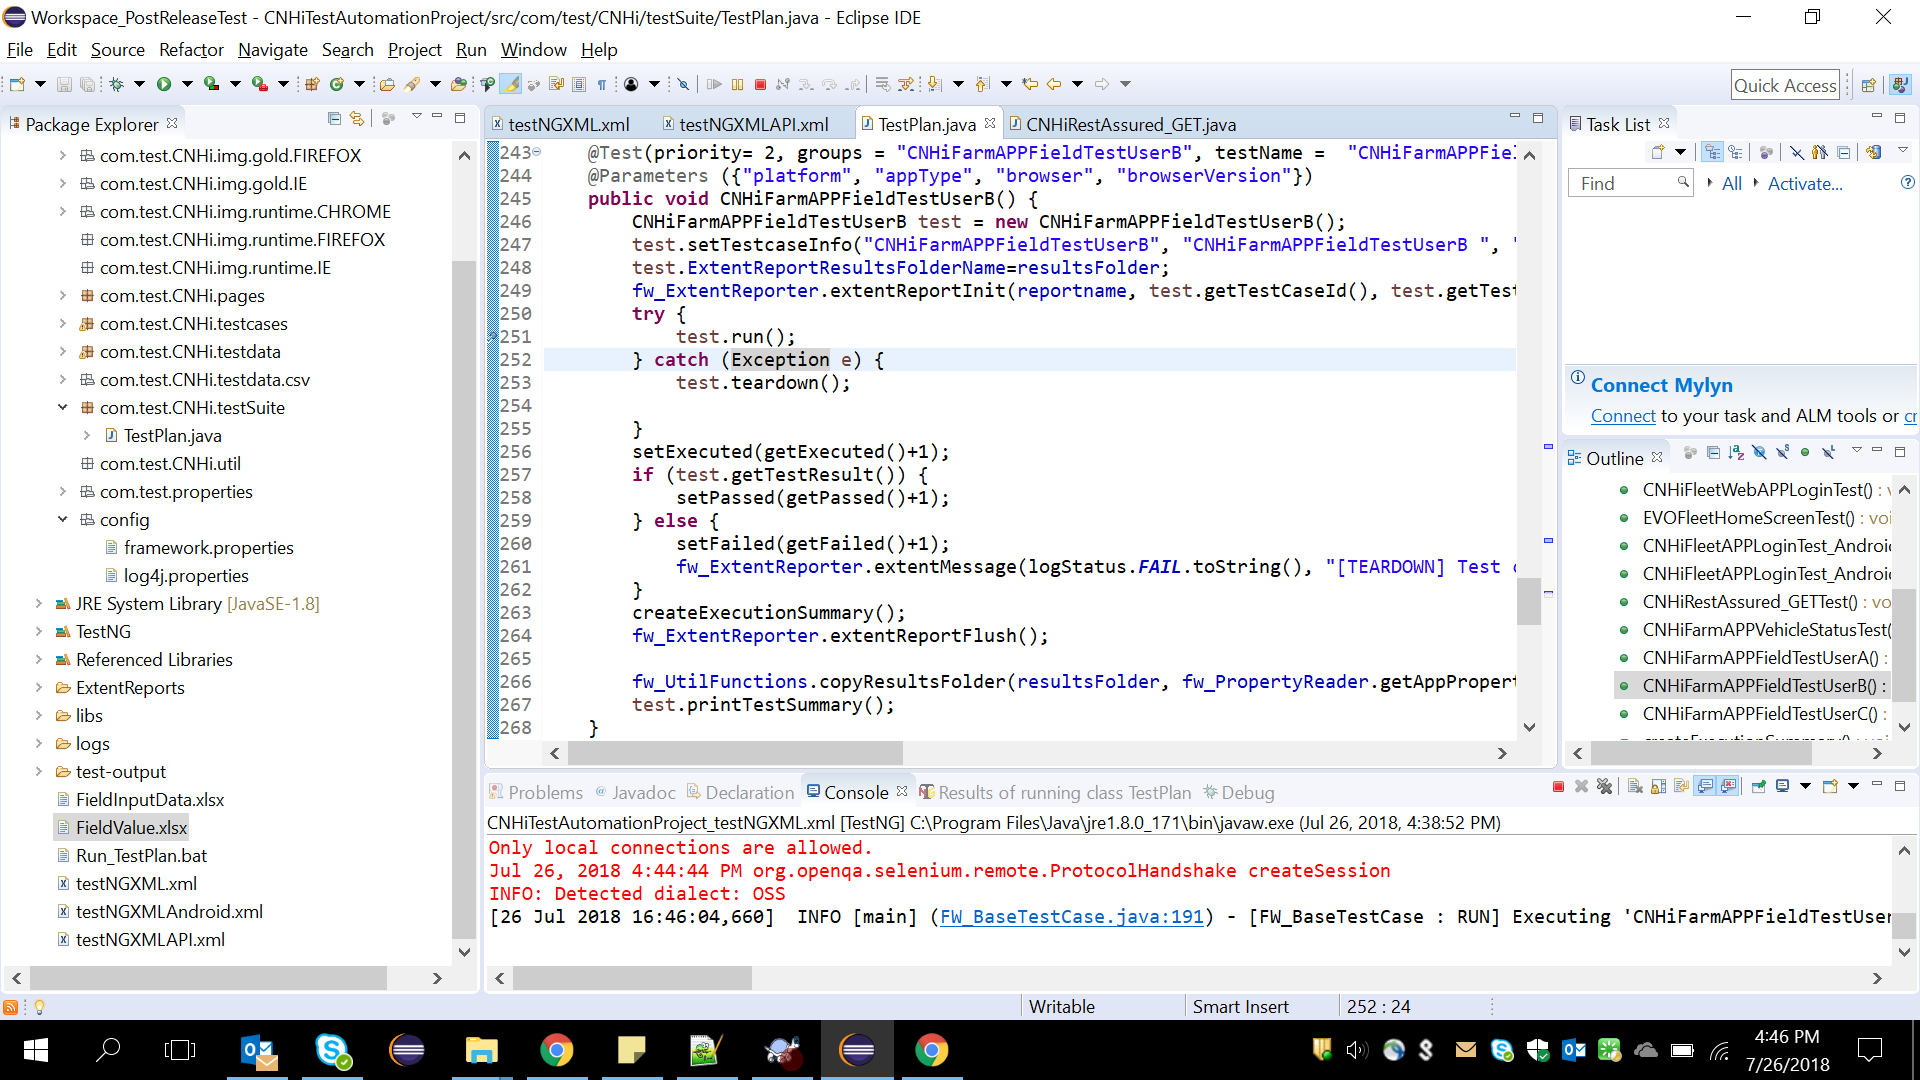 Workspace_PostReleaseTest - CNHiTestAutomationProject/src/com/test/CNHi/testSuite/TestPlan.java - Eclipse IDE
File Edit Source Refactor Navigate Search Project Run Window Help
Quick Access
Package Explorer
com.test.CNHi.img.gold.FIREFOX
com.test.CNHi.img.gold.IE
com.test.CNHi.img.runtime.CHROME
com.test.CNHi.img.runtime.FIREFOX
com.test.CNHi.img.runtime.IE
com.test.CNHi.pages
com.test.CNHi.testcases
com.test.CNHi.testdata
com.test.CNHi.testdata.csv
com.test.CNHi.testSuite
TestPlan.java
com.test.CNHi.util
com.test.properties
config
framework.properties
log4j.properties
JRE System Library [JavaSE-1.8]
TestNG
Referenced Libraries
ExtentReports
libs
logs
test-output
FieldInputData.xlsx
FieldValue.xlsx
Run_TestPlan.bat
testNGXML.xml
testNGXMLAndroid.xml
testNGXMLAPI.xml
testNGXML.xml testNGXMLAPI.xml TestPlan.java CNHiRestAssured_GET.java
243 @Test(priority= 2, groups = "CNHiFarmAPPFieldTestUserB", testName = "CNHiFarmAPPFiel
244 @Parameters ({"platform", "appType", "browser", "browserVersion"})
245 public void CNHiFarmAPPFieldTestUserB() {
246 CNHiFarmAPPFieldTestUserB test = new CNHiFarmAPPFieldTestUserB();
247 test.setTestcaseInfo("CNHiFarmAPPFieldTestUserB", "CNHiFarmAPPFieldTestUserB ", "
248 test.ExtentReportResultsFolderName=resultsFolder;
249 fw_ExtentReporter.extentReportInit(reportname, test.getTestCaseId(), test.getTest
250 try {
251 test.run();
252 } catch (Exception e) {
253 test.teardown();
254
255 }
256 setExecuted(getExecuted()+1);
257 if (test.getTestResult()) {
258 setPassed(getPassed()+1);
259 } else {
260 setFailed(getFailed()+1);
261 fw_ExtentReporter.extentMessage(logStatus.FAIL.toString(), "[TEARDOWN] Test c
262 }
263 createExecutionSummary();
264 fw_ExtentReporter.extentReportFlush();
265
266 fw_UtilFunctions.copyResultsFolder(resultsFolder, fw_PropertyReader.getAppPropert
267 test.printTestSummary();
268 }
Task List
Find All Activate...
Connect Mylyn
Connect to your task and ALM tools or cr
Outline
CNHiFleetWebAPPLoginTest() : v
EVOFleetHomeScreenTest() : voi
CNHiFleetAPPLoginTest_Androi
CNHiFleetAPPLoginTest_Androi
CNHiRestAssured_GETTest() : vo
CNHiFarmAPPVehicleStatusTest(
CNHiFarmAPPFieldTestUserA() :
CNHiFarmAPPFieldTestUserB() :
CNHiFarmAPPFieldTestUserC() :
createExecutionSummary() : voi
Problems Javadoc Declaration Console Results of running class TestPlan Debug
CNHiTestAutomationProject_testNGXML.xml [TestNG] C:\Program Files\Java\jre1.8.0_171\bin\javaw.exe (Jul 26, 2018, 4:38:52 PM)
Only local connections are allowed.
Jul 26, 2018 4:44:44 PM org.openqa.selenium.remote.ProtocolHandshake createSession
INFO: Detected dialect: OSS
[26 Jul 2018 16:46:04,660] INFO [main] (FW_BaseTestCase.java:191) - [FW_BaseTestCase : RUN] Executing 'CNHiFarmAPPFieldTestUser
Writable Smart Insert 252 : 24
4:46 PM
7/26/2018